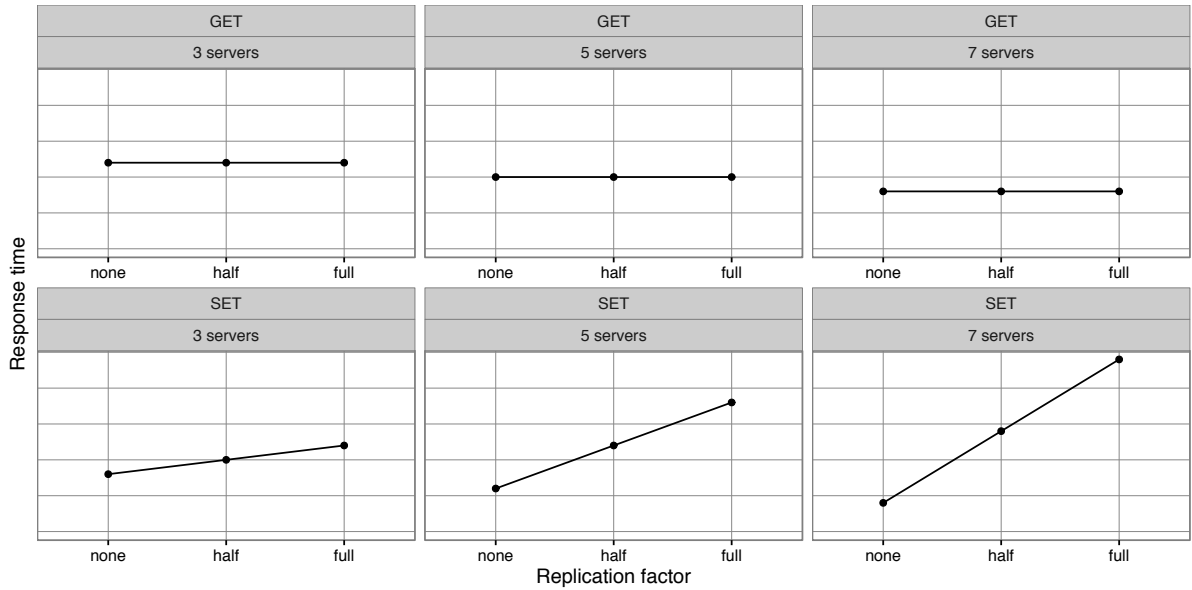 GET
GET
GET
3 servers
5 servers
7 servers
none half full
none half full
none half full
Response time
SET
SET
SET
3 servers
5 servers
7 servers
none half full
none half full
none half full
Replication factor